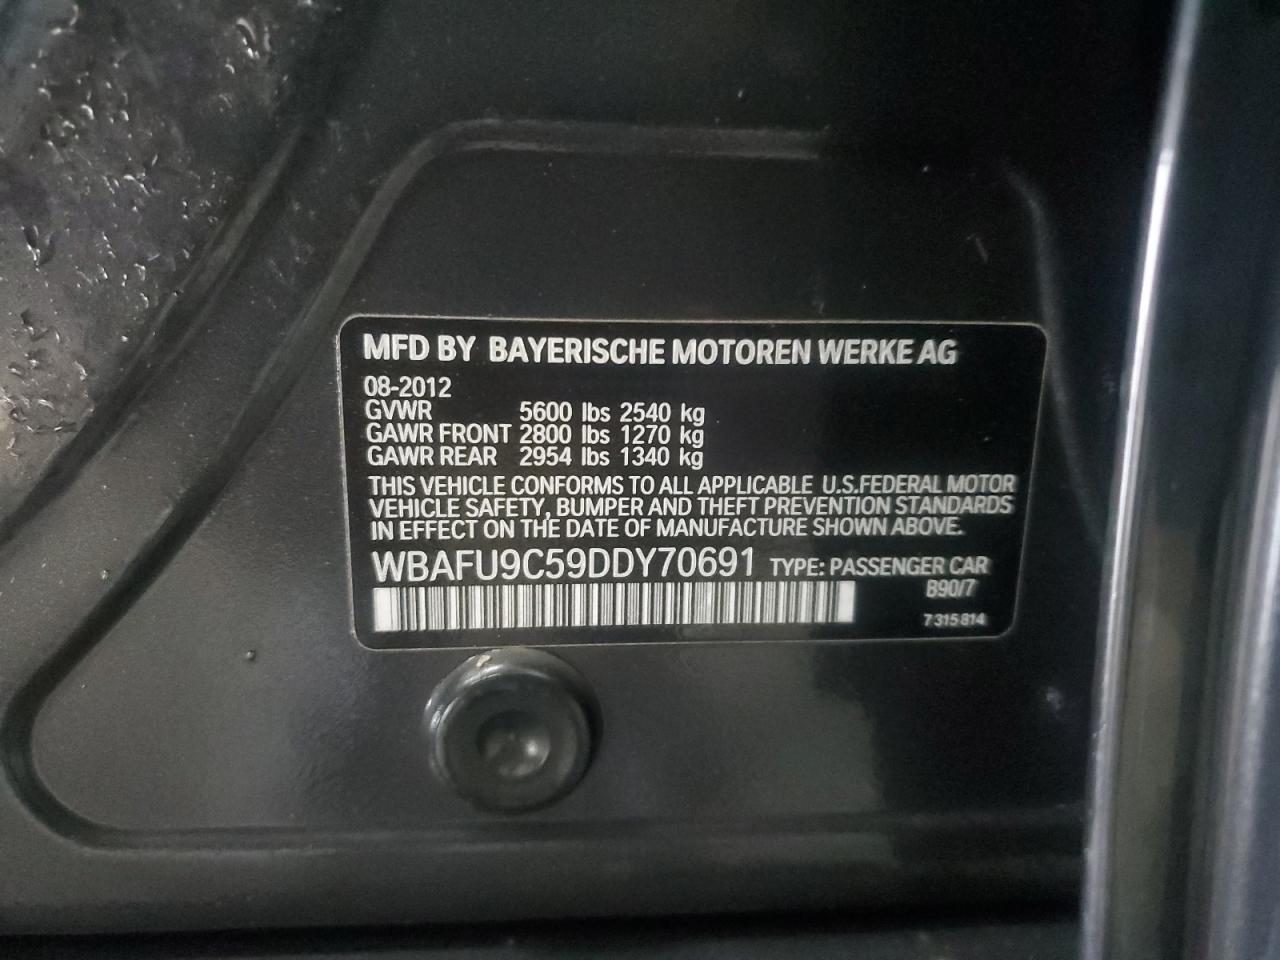 MFD BY BAYERISCHE MOTOREN WERKE AG
08-2012
GVWR 5600 lbs 2540 kg
GAWR FRONT 2800 lbs 1270 kg
GAWR REAR 2954 lbs 1340 kg
THIS VEHICLE CONFORMS TO ALL APPLICABLE U.S.FEDERAL MOTOR
VEHICLE SAFETY, BUMPER AND THEFT PREVENTION STANDARDS
IN EFFECT ON THE DATE OF MANUFACTURE SHOWN ABOVE.
WBAFU9C59DDY70691 TYPE: PASSENGER CAR
B90/7
7 315 814